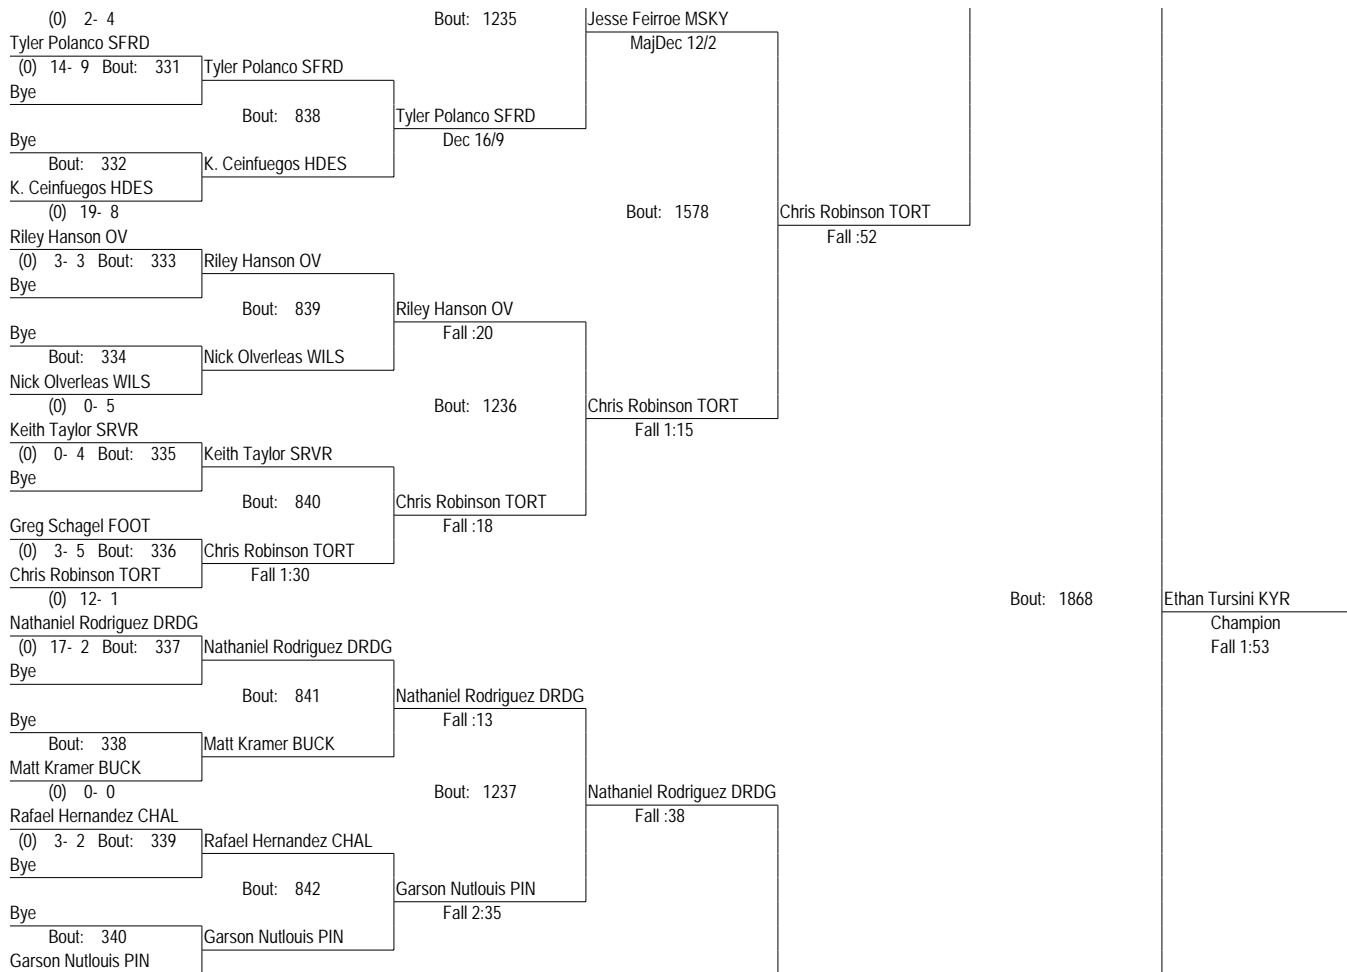 (0) 2- 4 Bout: 1235 Jesse Feirroe MSKY
Tyler Polanco SFRD MajDec 12/2
(0) 14- 9 Bout: 331 Tyler Polanco SFRD
Bye
Bout: 838 Tyler Polanco SFRD
Bye Dec 16/9
Bout: 332 K. Ceinfuegos HDES
K. Ceinfuegos HDES
(0) 19- 8 Bout: 1578 Chris Robinson TORT
Riley Hanson OV Fall :52
(0) 3- 3 Bout: 333 Riley Hanson OV
Bye
Bout: 839 Riley Hanson OV
Bye Fall :20
Bout: 334 Nick Olverleas WILS
Nick Olverleas WILS
(0) 0- 5 Bout: 1236 Chris Robinson TORT
Keith Taylor SRVR Fall 1:15
(0) 0- 4 Bout: 335 Keith Taylor SRVR
Bye
Bout: 840 Chris Robinson TORT
Greg Schagel FOOT Fall :18
(0) 3- 5 Bout: 336 Chris Robinson TORT
Chris Robinson TORT Fall 1:30
(0) 12- 1 Bout: 1868 Ethan Tursini KYR
Nathaniel Rodriguez DRDG Champion
(0) 17- 2 Bout: 337 Nathaniel Rodriguez DRDG Fall 1:53
Bye
Bout: 841 Nathaniel Rodriguez DRDG
Bye Fall :13
Bout: 338 Matt Kramer BUCK
Matt Kramer BUCK
(0) 0- 0 Bout: 1237 Nathaniel Rodriguez DRDG
Rafael Hernandez CHAL Fall :38
(0) 3- 2 Bout: 339 Rafael Hernandez CHAL
Bye
Bout: 842 Garson Nutlouis PIN
Bye Fall 2:35
Bout: 340 Garson Nutlouis PIN
Garson Nutlouis PIN